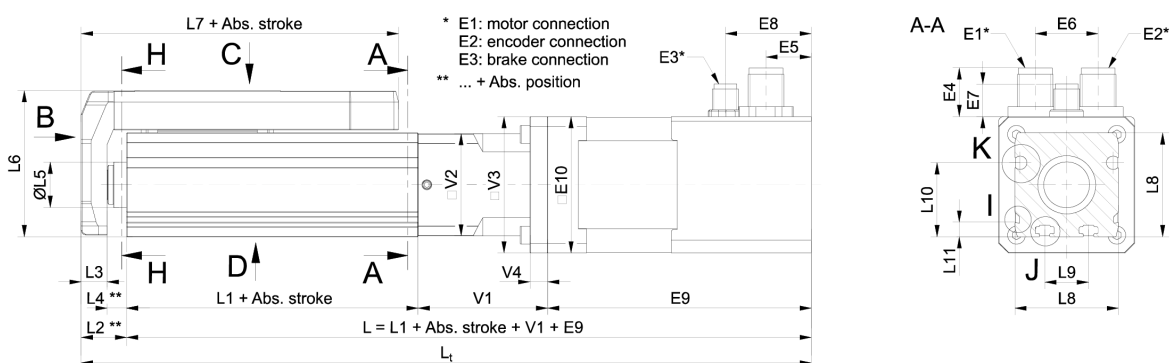 L7 + Abs. stroke
* E1: motor connection
E2: encoder connection
E3: brake connection
** ... + Abs. position
E8
E5
E3*
A-A
E1*
E6
E2*
H
C
A
B
L6
ØL5
□V2
□V3
□E10
E4
E7
K
L10
I
L11
J
L8
L9
L8
H
D
A
L3
V4
L4 **
L1 + Abs. stroke
V1
E9
L2 **
L = L1 + Abs. stroke + V1 + E9
Lt